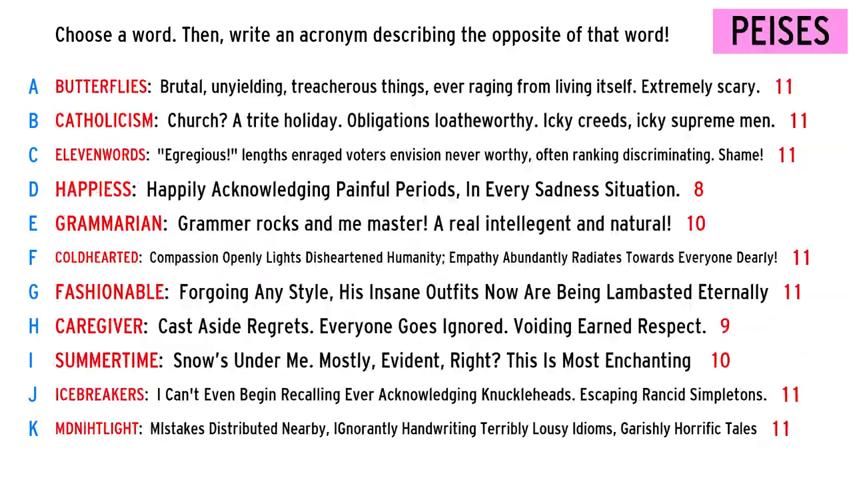 Choose a word. Then, write an acronym describing the opposite of that word!
PEISES
A BUTTERFLIES: Brutal, unyielding, treacherous things, ever raging from living itself. Extremely scary. 11
B CATHOLICISM: Church? A trite holiday. Obligations loatheworthy. Icky creeds, icky supreme men. 11
C ELEVENWORDS: "Egregious!" lengths enraged voters envision never worthy, often ranking discriminating. Shame! 11
D HAPPIESS: Happily Acknowledging Painful Periods, In Every Sadness Situation. 8
E GRAMMARIAN: Grammer rocks and me master! A real intellegent and natural! 10
F COLDHEARTED: Compassion Openly Lights Disheartened Humanity; Empathy Abundantly Radiates Towards Everyone Dearly! 11
G FASHIONABLE: Forgoing Any Style, His Insane Outfits Now Are Being Lambasted Eternally 11
H CAREGIVER: Cast Aside Regrets. Everyone Goes Ignored. Voiding Earned Respect. 9
I SUMMERTIME: Snow's Under Me. Mostly, Evident, Right? This Is Most Enchanting 10
J ICEBREAKERS: I Can't Even Begin Recalling Ever Acknowledging Knuckleheads. Escaping Rancid Simpletons. 11
K MDNIHTLIGHT: MIstakes Distributed Nearby, IGnorantly Handwriting Terribly Lousy Idioms, Garishly Horrific Tales 11